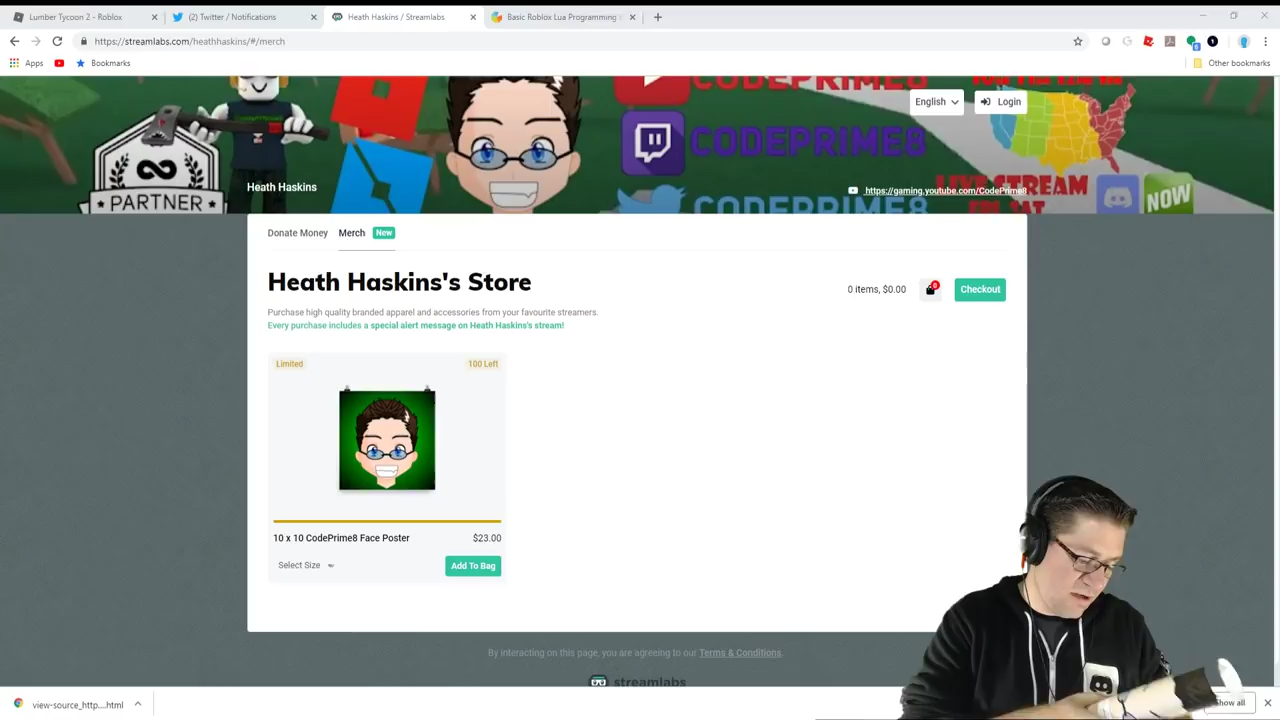 Lumber Tycoon 2 - Roblox
(2) Twitter / Notifications
Heath Haskins / Streamlabs
Basic Roblox Lua Programming
https://streamlabs.com/heathhaskins/#/merch
Apps
Bookmarks
Other bookmarks
CODEPRIME8
English
Login
CODEPRIME8
PARTNER
Heath Haskins
https://gaming.youtube.com/CodePrime8
LIVE STREAM
CODEPRIME8
NOW
Donate Money
Merch
New
Heath Haskins's Store
0 items, $0.00
0
Checkout
Purchase high quality branded apparel and accessories from your favourite streamers.
Every purchase includes a special alert message on Heath Haskins's stream!
Limited
100 Left
10 x 10 CodePrime8 Face Poster
$23.00
Select Size
Add To Bag
By interacting on this page, you are agreeing to our Terms & Conditions.
streamlabs
view-source_http....html
Show all